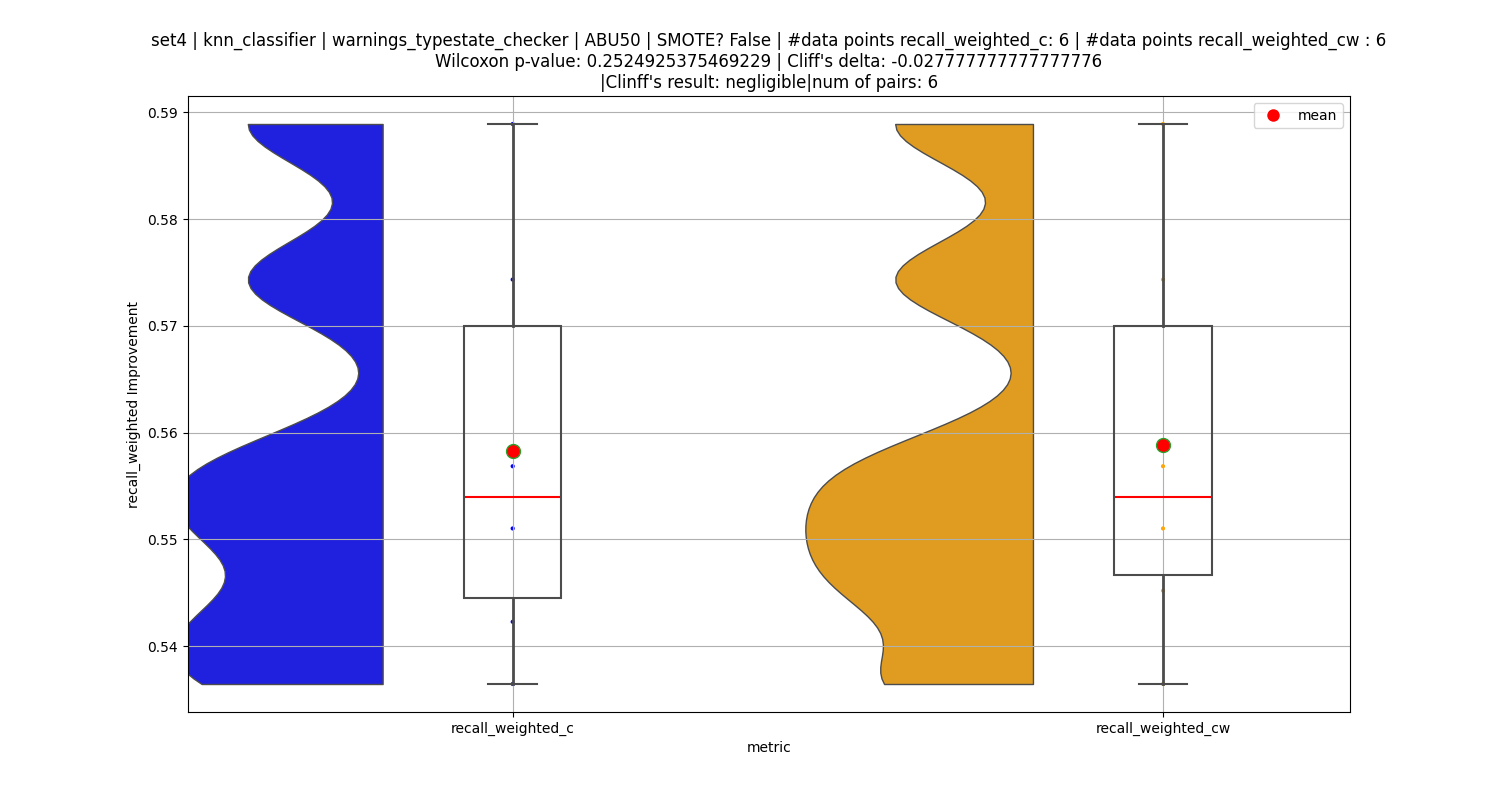 set4 | knn_classifier | warnings_typestate_checker | ABU50 | SMOTE? False | #data points recall_weighted_c: 6 | #data points recall_weighted_cw : 6
Wilcoxon p-value: 0.2524925375469229 | Cliff's delta: -0.027777777777777776
|Clinff's result: negligible|num of pairs: 6
mean
recall_weighted Improvement
0.59
0.58
0.57
0.56
0.55
0.54
recall_weighted_c
recall_weighted_cw
metric